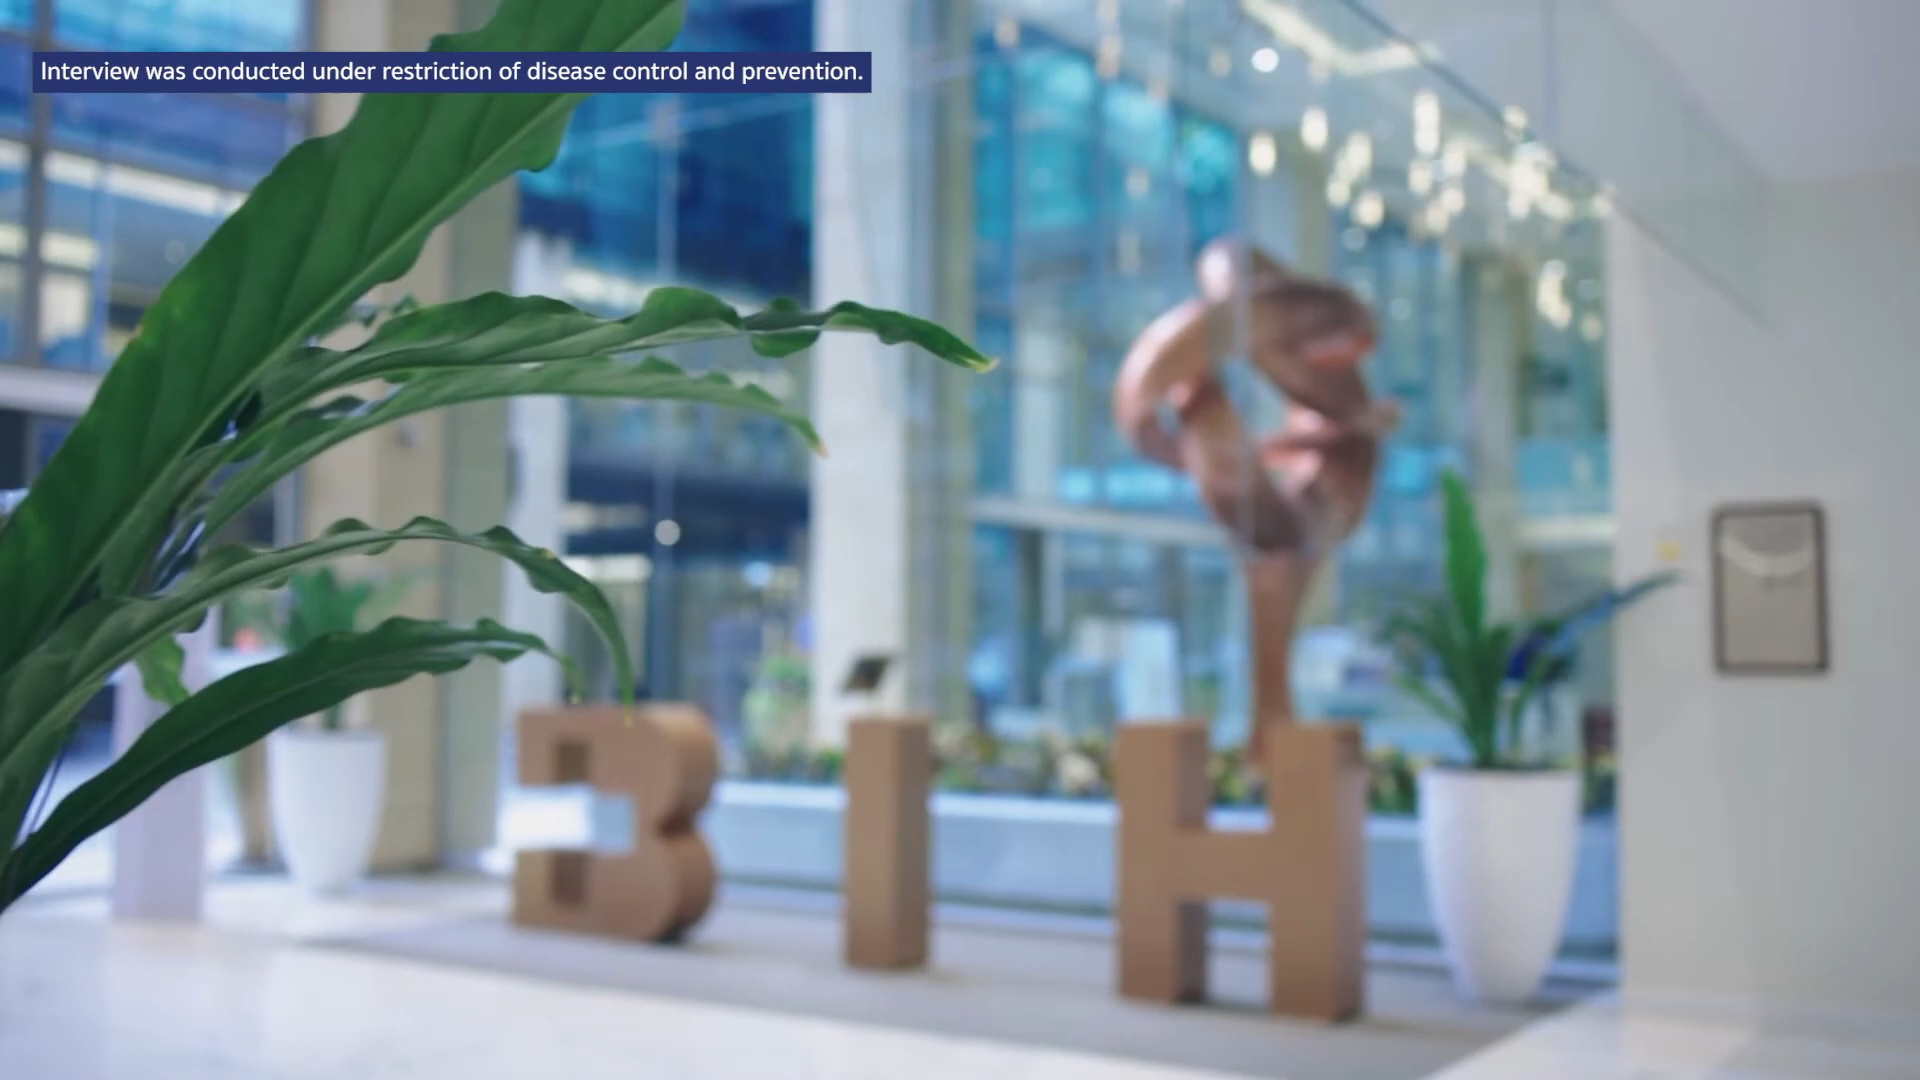 Interview was conducted under restriction of disease control and prevention.
BIH